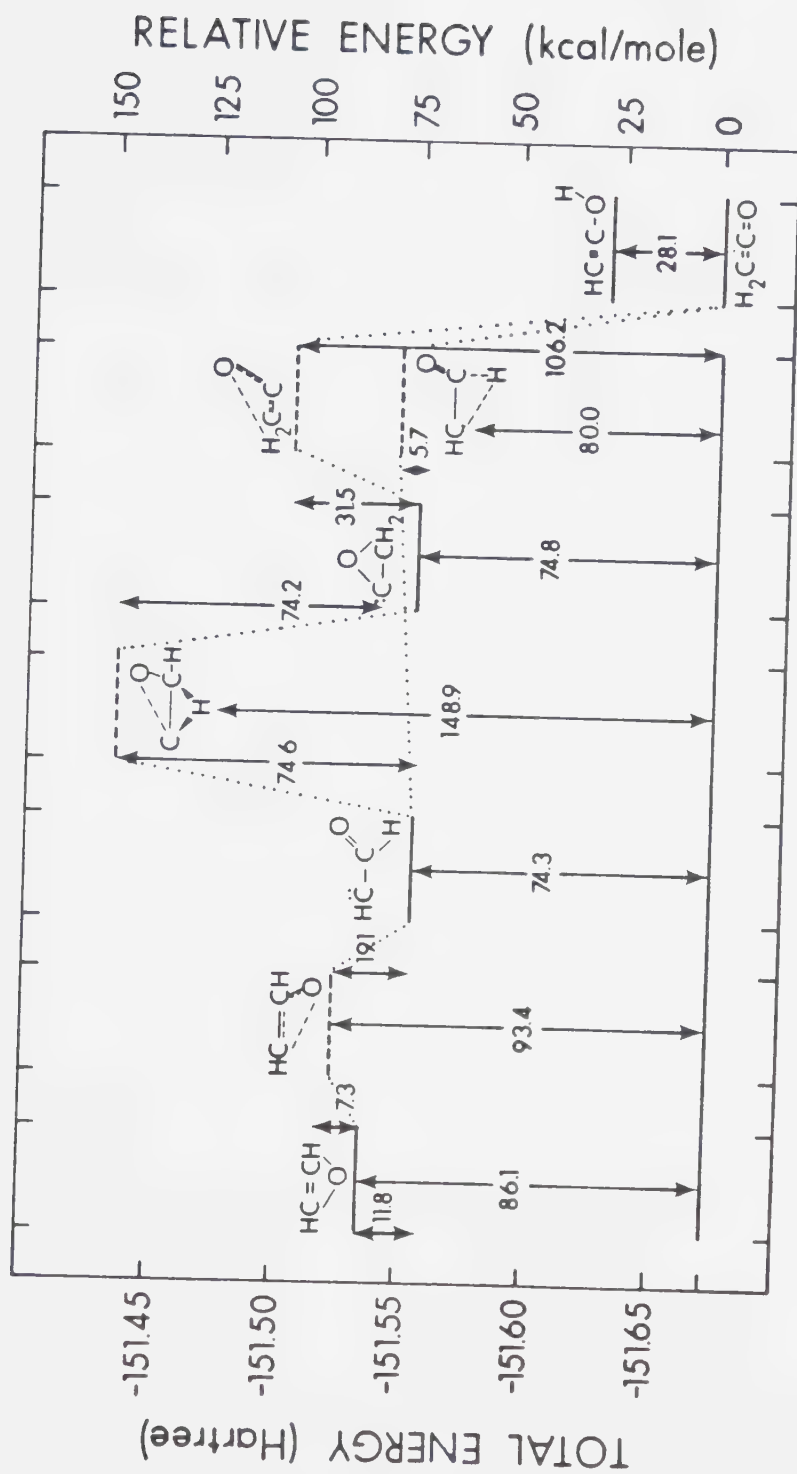 TOTAL ENERGY (Hartree)
-151.45
-151.50
-151.55
-151.60
-151.65
RELATIVE ENERGY (kcal/mole)
150
125
100
75
50
25
0
HC=CH
O
11.8
86.1
7.3
HC=CH
O
93.4
19.1
HC̈-C
O
H
74.3
74.6
C-C-H
O
H
148.9
74.2
O
C-CH₂
74.8
31.5
O
H₂C=C
5.7
HC-C
O
H
80.0
106.2
HC≡C-O
H
28.1
H₂C=C=O